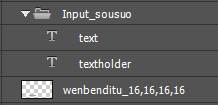 Input_sousuo
text
textholder
wenbenditu_16,16,16,16